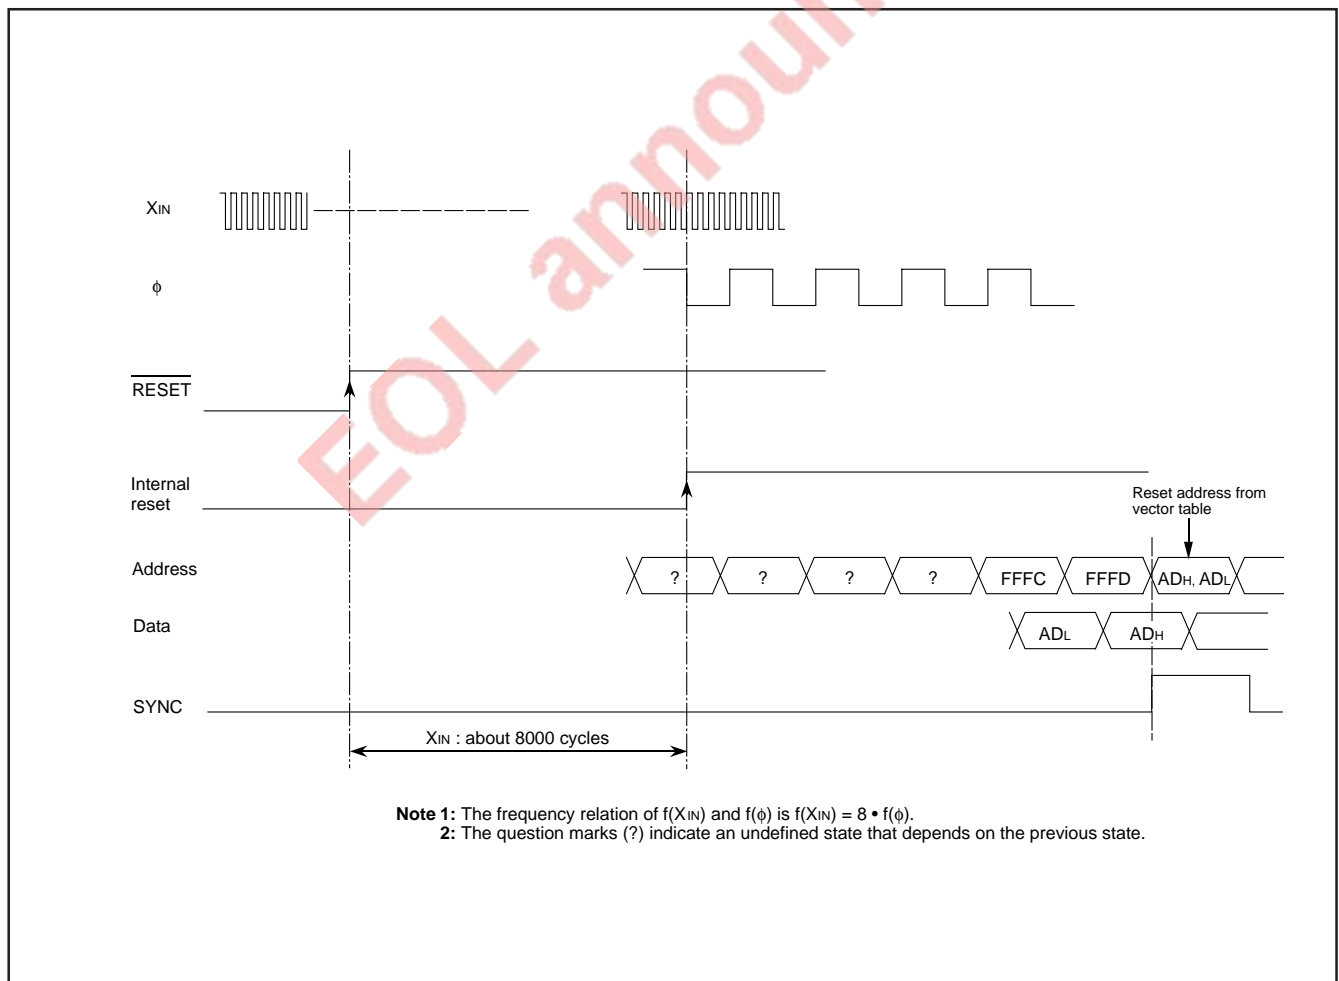 EOL announ
XIN
ϕ
RESET
Internal
reset
Reset address from
vector table
Address
? ? ? ? FFFC FFFD ADH, ADL
Data
ADL ADH
SYNC
XIN : about 8000 cycles
Note 1: The frequency relation of f(XIN) and f(ϕ) is f(XIN) = 8 • f(ϕ).
2: The question marks (?) indicate an undefined state that depends on the previous state.